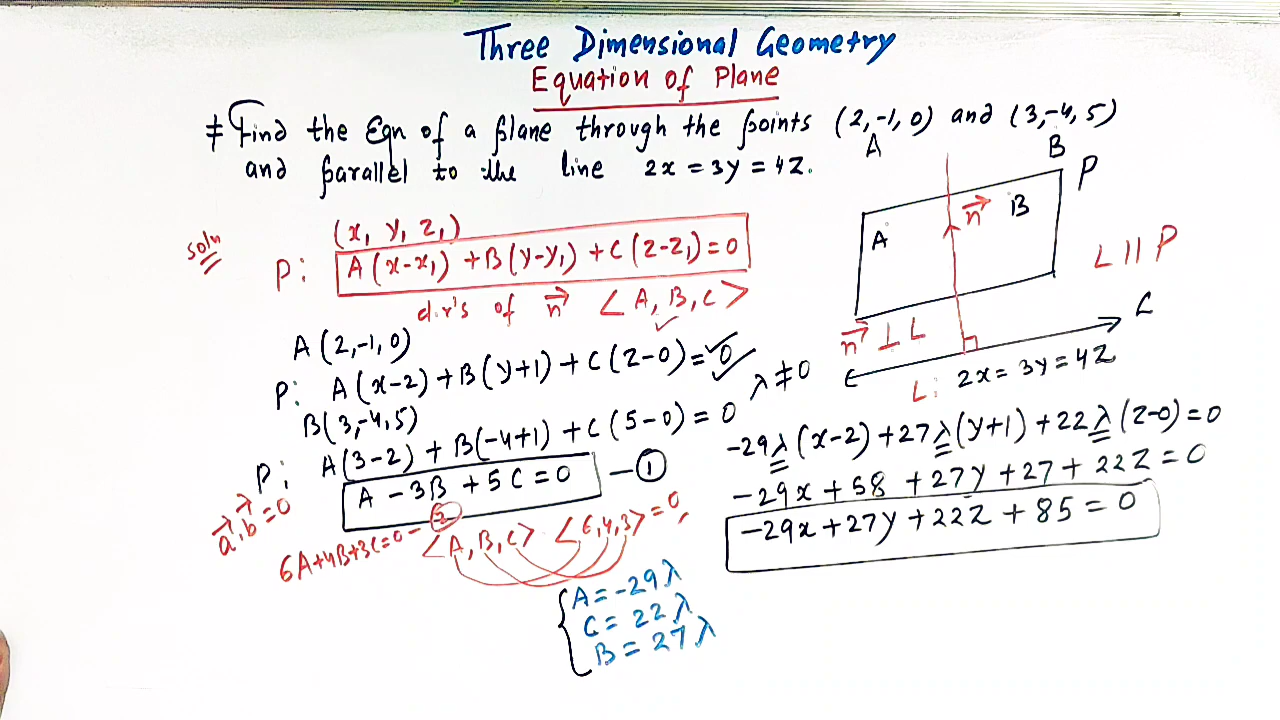 Three Dimensional Geometry
Equation of Plane
≠ Find the Eqn of a plane through the points (2,-1,0) and (3,-4,5)
A B
and parallel to the line 2x = 3y = 4z.
soln
(x₁ y₁ z₁)
P: A(x-x₁) + B(y-y₁) + C(z-z₁) = 0
d.r's of n⃗ <A, B, C>
A(2,-1,0)
P: A(x-2) + B(y+1) + C(z-0) = 0
B(3,-4,5)
P: A(3-2) + B(-4+1) + C(5-0) = 0
A - 3B + 5C = 0 — ①
a⃗.b⃗ = 0
6A+4B+3C=0 - ② <A, B, C> <6,4,3> = 0,
A = -29λ
C = 22λ
B = 27λ
P
A n⃗ B
L || P
n⃗ ⊥ L
L
L: 2x = 3y = 4z
λ ≠ 0
-29λ(x-2) + 27λ(y+1) + 22λ(z-0) = 0
-29x + 58 + 27y + 27 + 22z = 0
-29x + 27y + 22z + 85 = 0